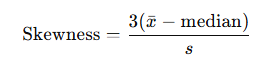 Skewness = 3(x̄ − median) / s